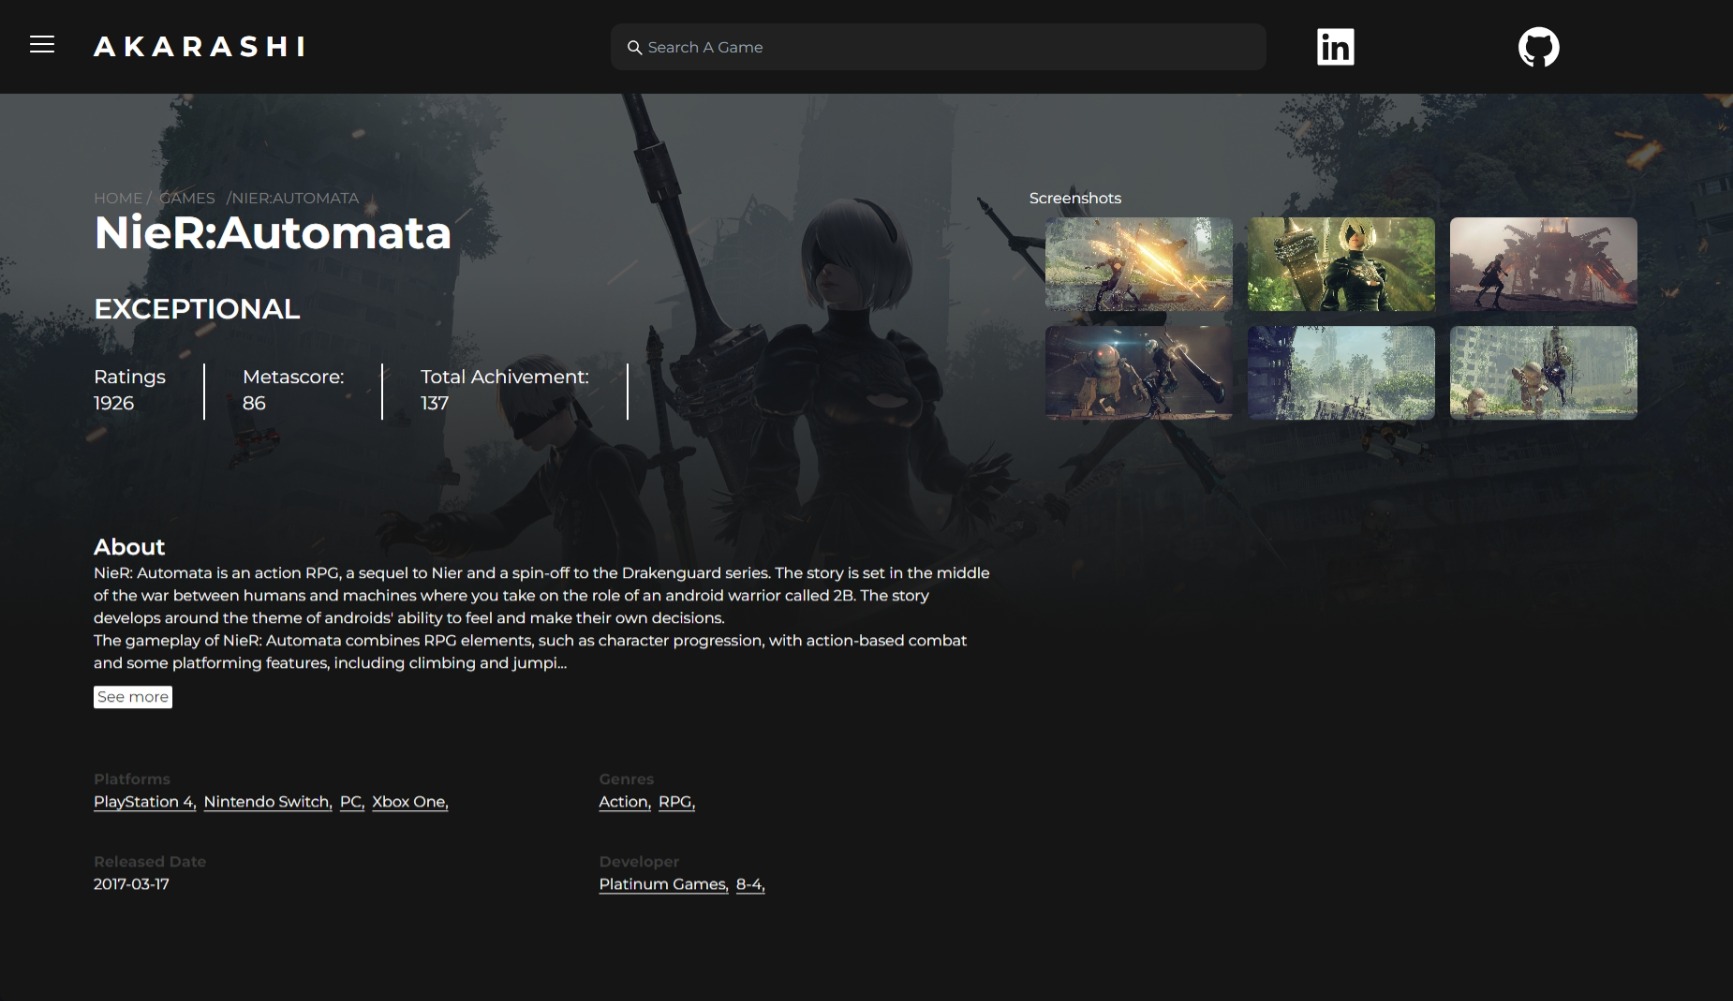 AKARASHI
Search A Game
in
HOME / GAMES /NIER:AUTOMATA
NieR:Automata
EXCEPTIONAL
Ratings
1926
Metascore:
86
Total Achivement:
137
Screenshots
About
NieR: Automata is an action RPG, a sequel to Nier and a spin-off to the Drakenguard series. The story is set in the middle
of the war between humans and machines where you take on the role of an android warrior called 2B. The story
develops around the theme of androids' ability to feel and make their own decisions.
The gameplay of NieR: Automata combines RPG elements, such as character progression, with action-based combat
and some platforming features, including climbing and jumpi...
See more
Platforms
PlayStation 4, Nintendo Switch, PC, Xbox One,
Genres
Action, RPG,
Released Date
2017-03-17
Developer
Platinum Games, 8-4,